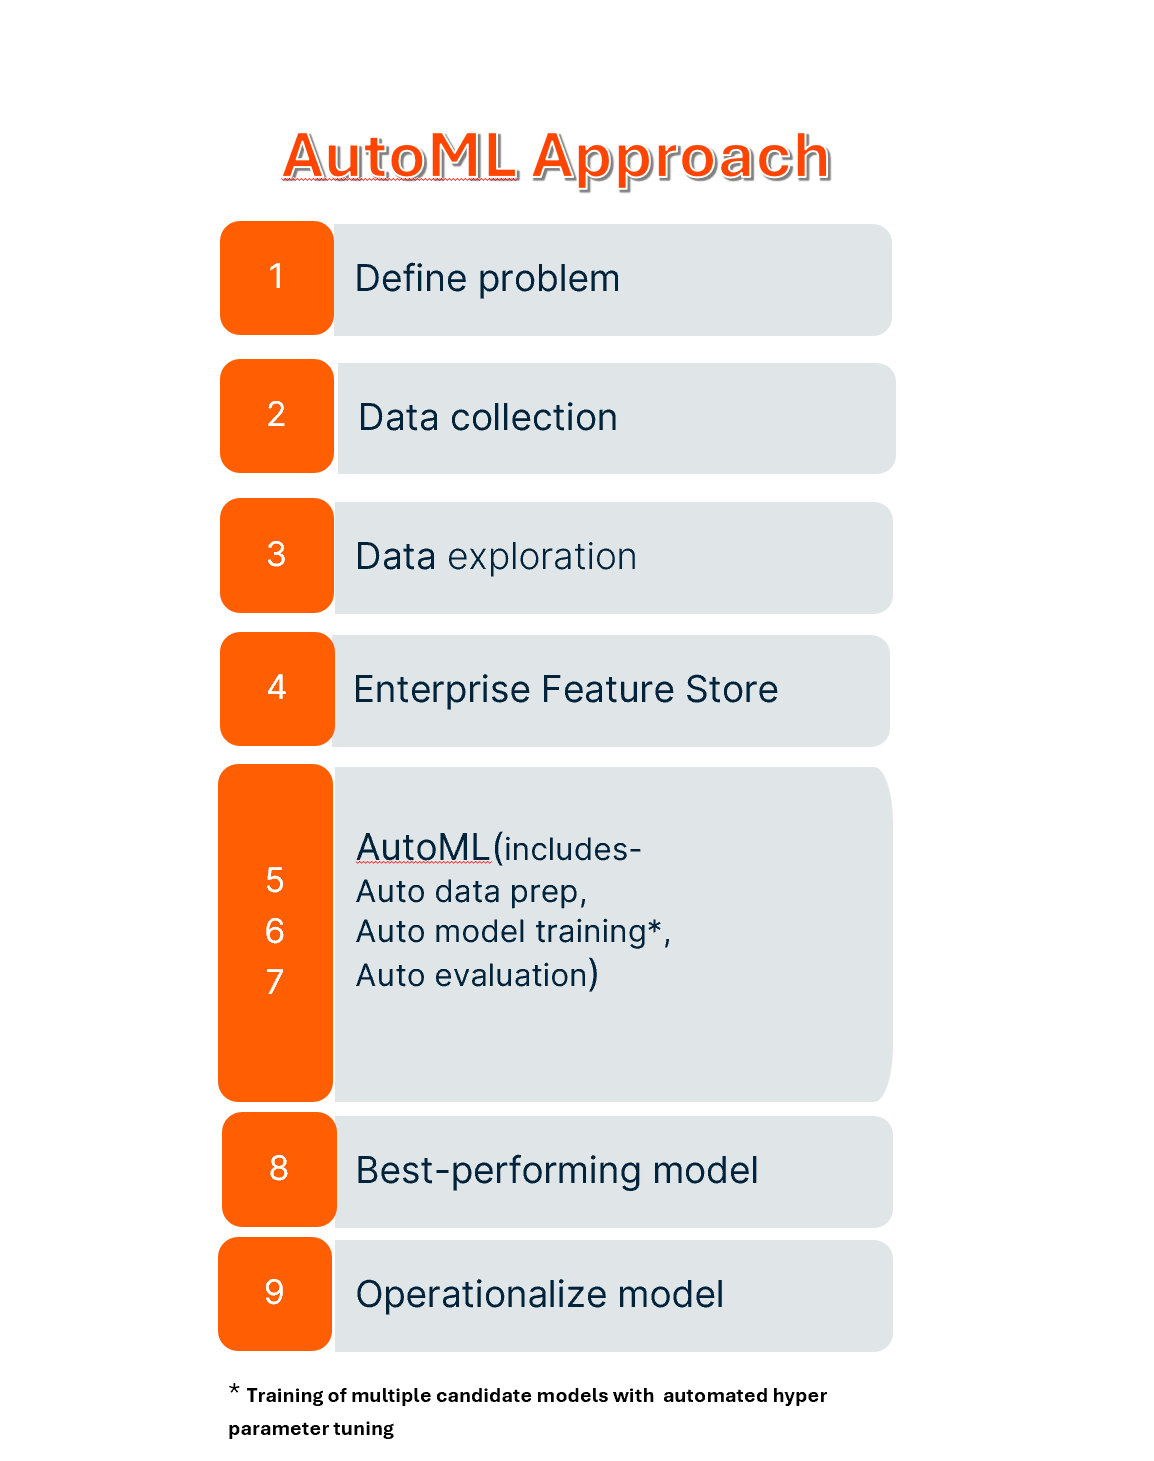 AutoML Approach
1
Define problem
2
Data collection
3
Data exploration
4
Enterprise Feature Store
5
6
7
AutoML(includes-
Auto data prep,
Auto model training*,
Auto evaluation)
8
Best-performing model
9
Operationalize model
* Training of multiple candidate models with  automated hyper
parameter tuning